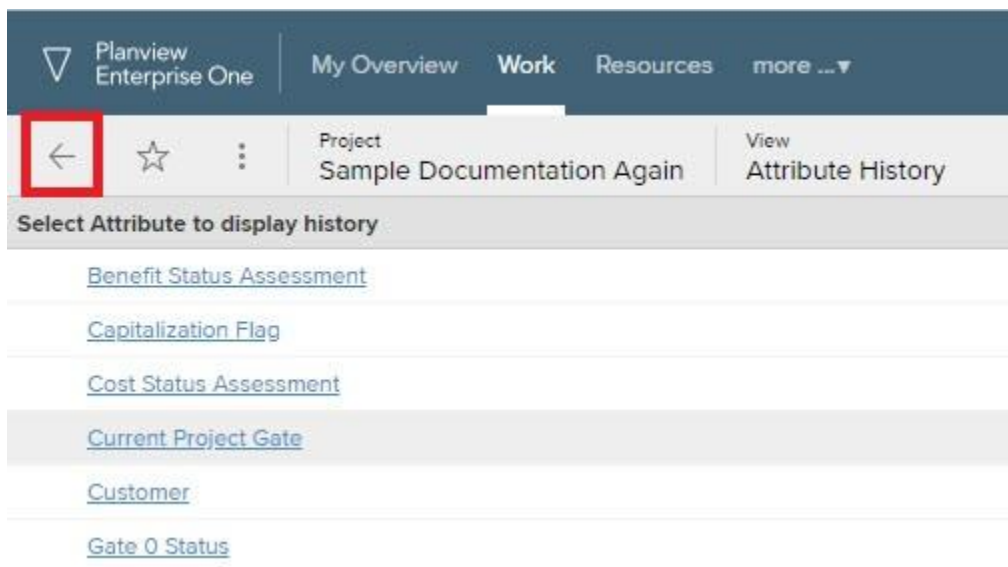 Planview
Enterprise One
My Overview Work Resources more ...▾
Project
Sample Documentation Again
View
Attribute History
Select Attribute to display history
Benefit Status Assessment
Capitalization Flag
Cost Status Assessment
Current Project Gate
Customer
Gate 0 Status